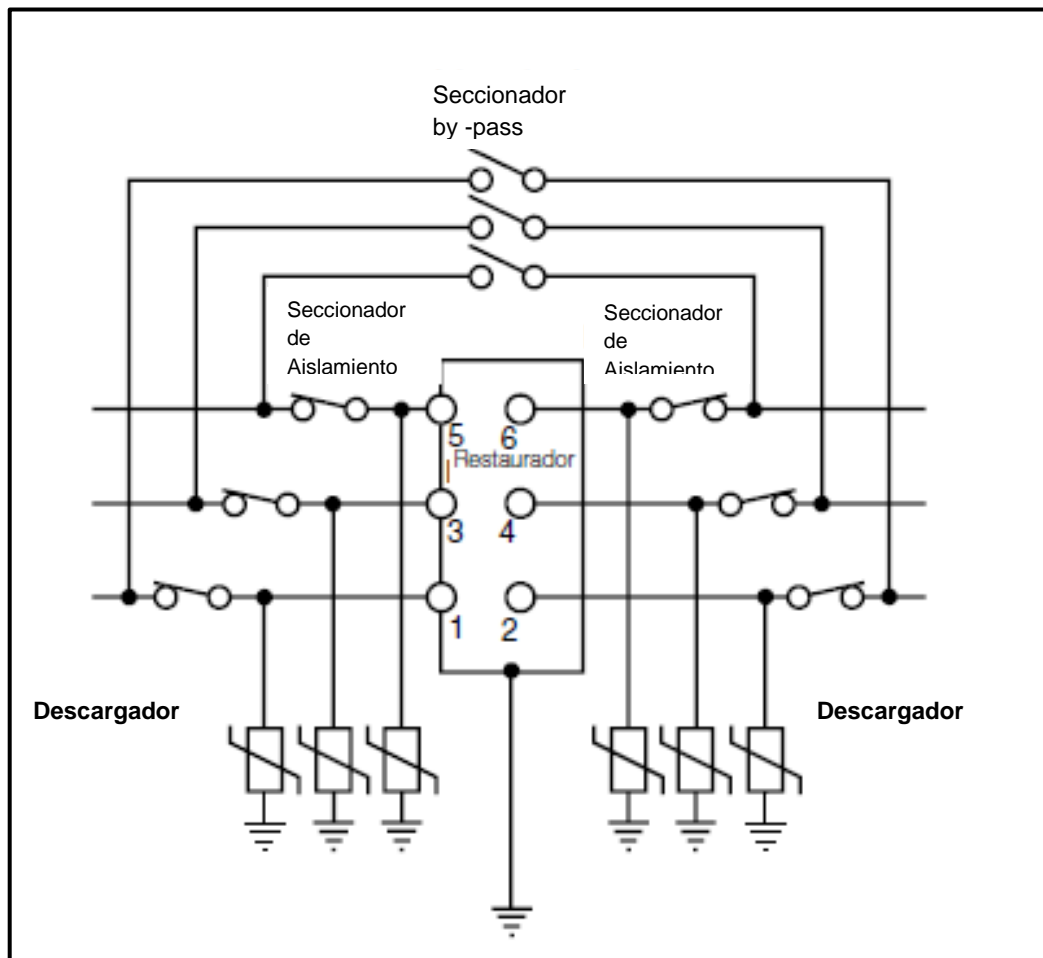 Seccionador
by -pass
Seccionador
de
Aislamiento
Seccionador
de
Aislamiento
5 6
Restaurador
3 4
1 2
Descargador
Descargador